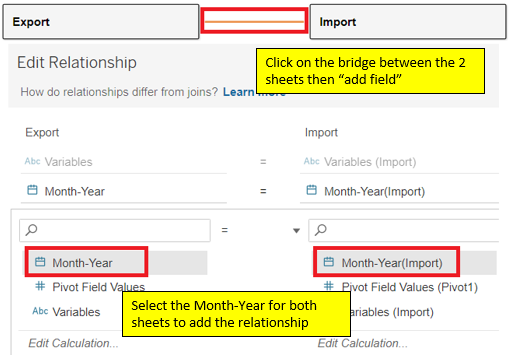 Export Import
Click on the bridge between the 2
sheets then “add field”
Edit Relationship
How do relationships differ from joins? Learn more
Export Import
Abc Variables = Abc Variables (Import)
Month-Year = Month-Year(Import)
=
Month-Year Month-Year(Import)
# Pivot Field Values # Pivot Field Values (Pivot1)
Select the Month-Year for both
sheets to add the relationship
Abc Variables (Import)
Edit Calculation... Edit Calculation...